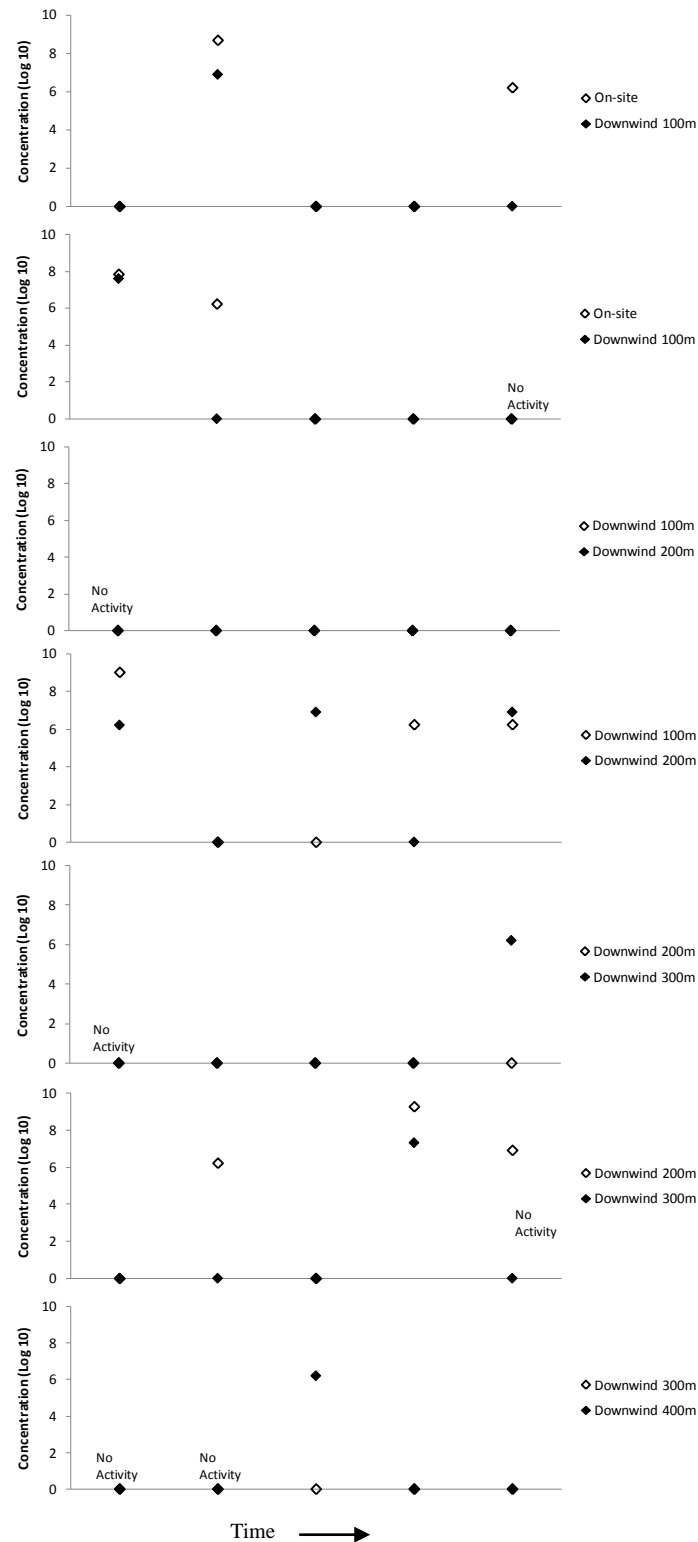 Concentration (Log 10)
10
8
6
4
2
0
On-site
Downwind 100m
Concentration (Log 10)
10
8
6
4
2
0
No
Activity
On-site
Downwind 100m
Concentration (Log 10)
10
8
6
4
2
0
No
Activity
Downwind 100m
Downwind 200m
Concentration (Log 10)
10
8
6
4
2
0
Downwind 100m
Downwind 200m
Concentration (Log 10)
10
8
6
4
2
0
No
Activity
Downwind 200m
Downwind 300m
Concentration (Log 10)
10
8
6
4
2
0
No
Activity
Downwind 200m
Downwind 300m
Concentration (Log 10)
10
8
6
4
2
0
No
Activity
No
Activity
Downwind 300m
Downwind 400m
Time